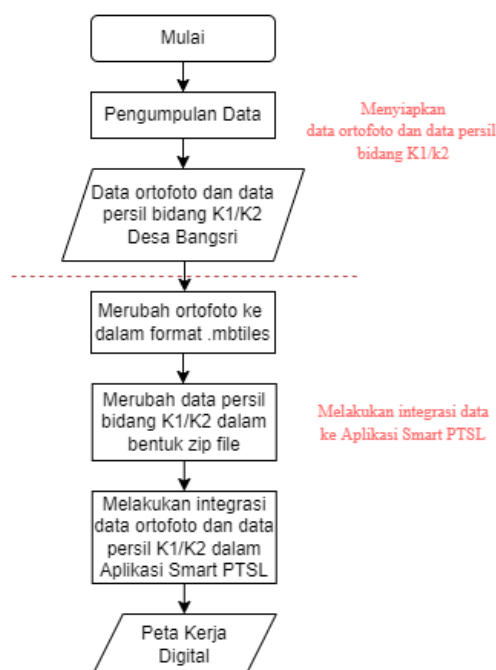 Mulai
Pengumpulan Data
Menyiapkan
data ortofoto dan data persil
bidang K1/k2
Data ortofoto dan data
persil bidang K1/K2
Desa Bangsri
Merubah ortofoto ke
dalam format .mbtiles
Merubah data persil
bidang K1/K2 dalam
bentuk zip file
Melakukan integrasi data
ke Aplikasi Smart PTSL
Melakukan integrasi
data ortofoto dan data
persil K1/K2 dalam
Aplikasi Smart PTSL
Peta Kerja
Digital